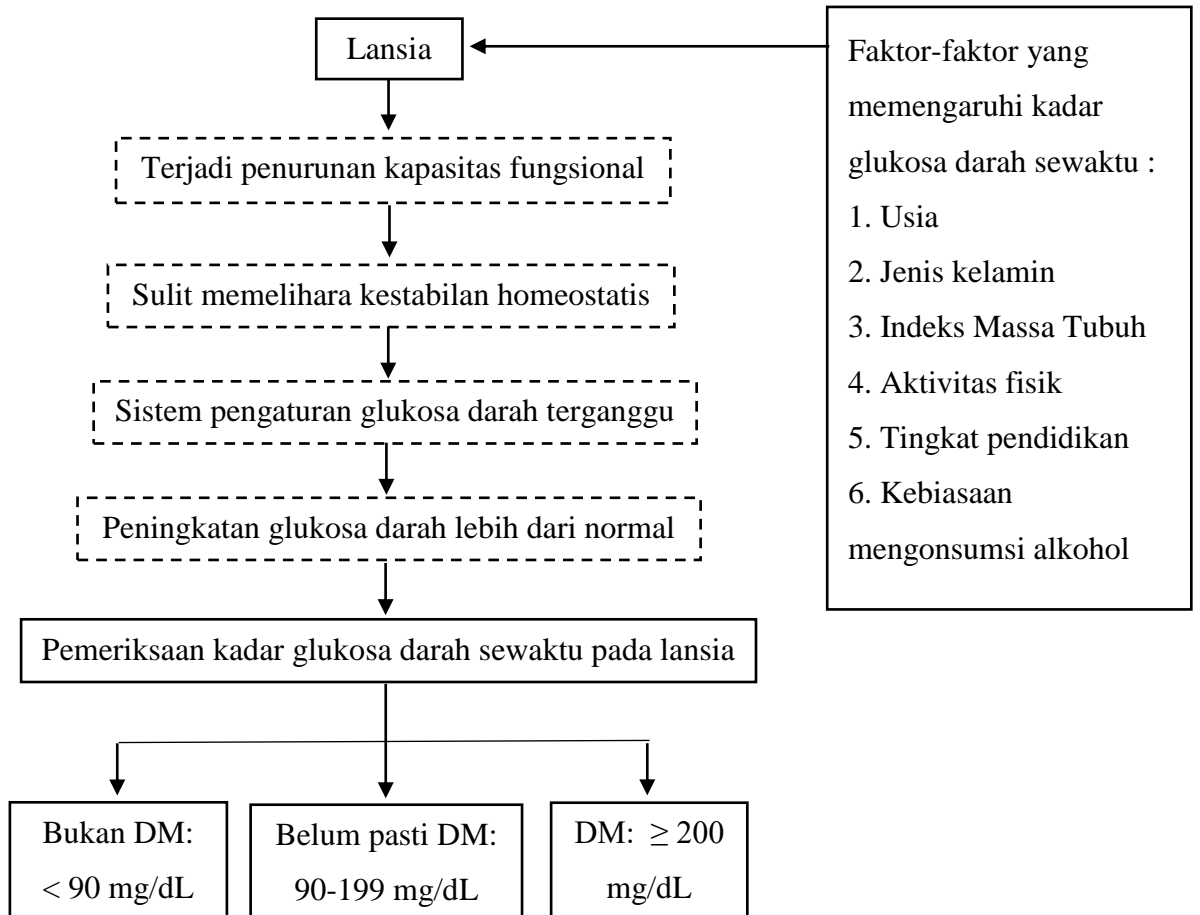 Lansia
Terjadi penurunan kapasitas fungsional
Sulit memelihara kestabilan homeostatis
Sistem pengaturan glukosa darah terganggu
Peningkatan glukosa darah lebih dari normal
Pemeriksaan kadar glukosa darah sewaktu pada lansia
Bukan DM:
< 90 mg/dL
Belum pasti DM:
90-199 mg/dL
DM: ≥ 200
mg/dL
Faktor-faktor yang
memengaruhi kadar
glukosa darah sewaktu :
1. Usia
2. Jenis kelamin
3. Indeks Massa Tubuh
4. Aktivitas fisik
5. Tingkat pendidikan
6. Kebiasaan
mengonsumsi alkohol